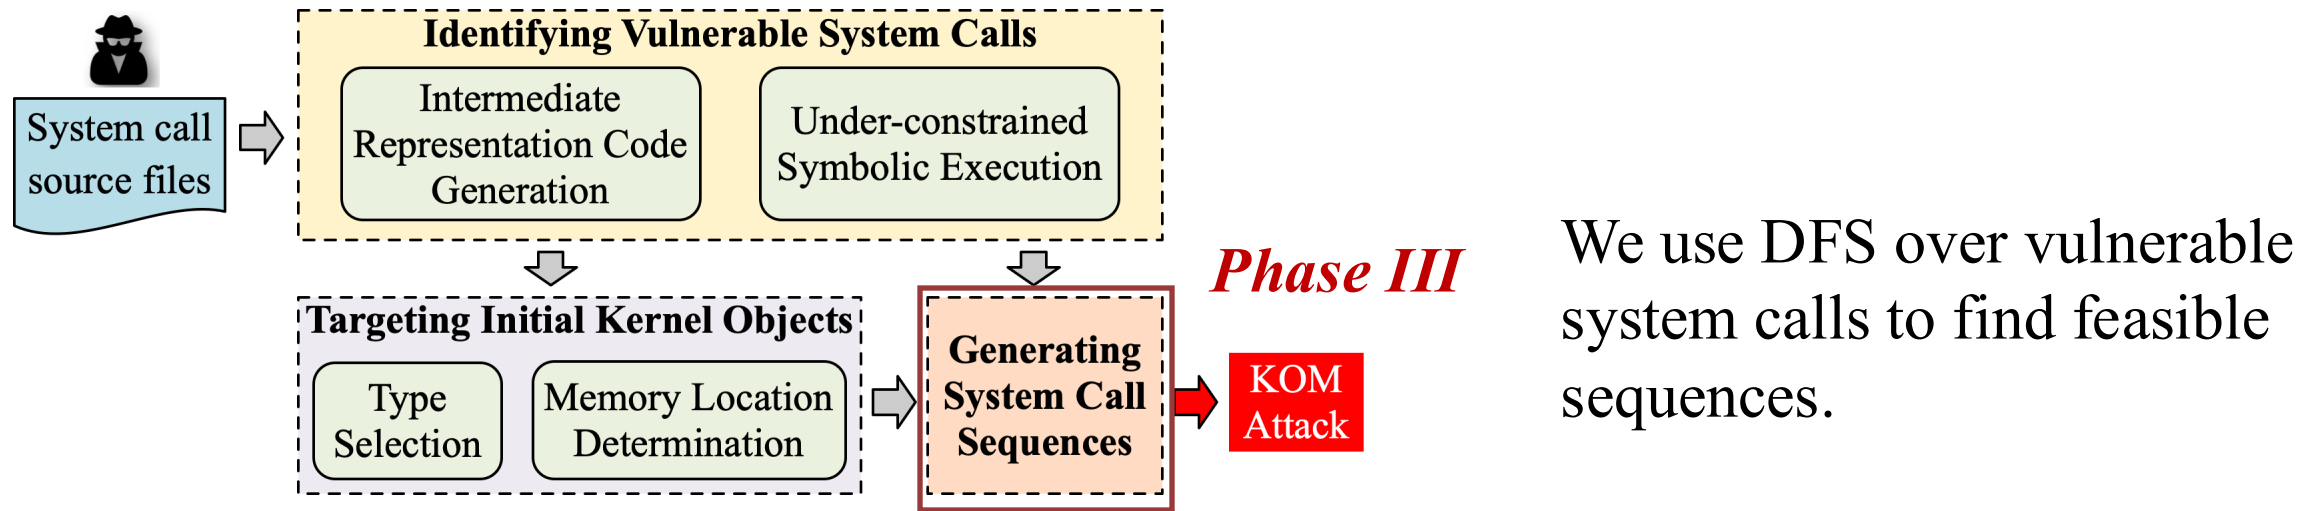 Identifying Vulnerable System Calls
System call
source files
Intermediate
Representation Code
Generation
Under-constrained
Symbolic Execution
Targeting Initial Kernel Objects
Type
Selection
Memory Location
Determination
Generating
System Call
Sequences
Phase III
KOM
Attack
We use DFS over vulnerable
system calls to find feasible
sequences.